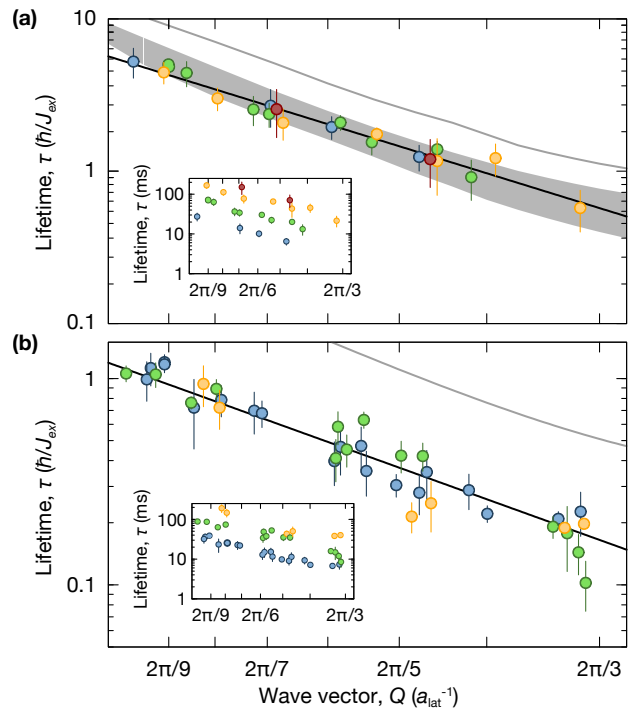 (a)
10
1
0.1
Lifetime, τ (ħ/J_ex)
100
10
1
Lifetime, τ (ms)
2π/9
2π/6
2π/3
(b)
1
0.1
Lifetime, τ (ħ/J_ex)
100
10
1
Lifetime, τ (ms)
2π/9
2π/6
2π/3
2π/9
2π/7
2π/5
2π/3
Wave vector, Q (a_lat⁻¹)